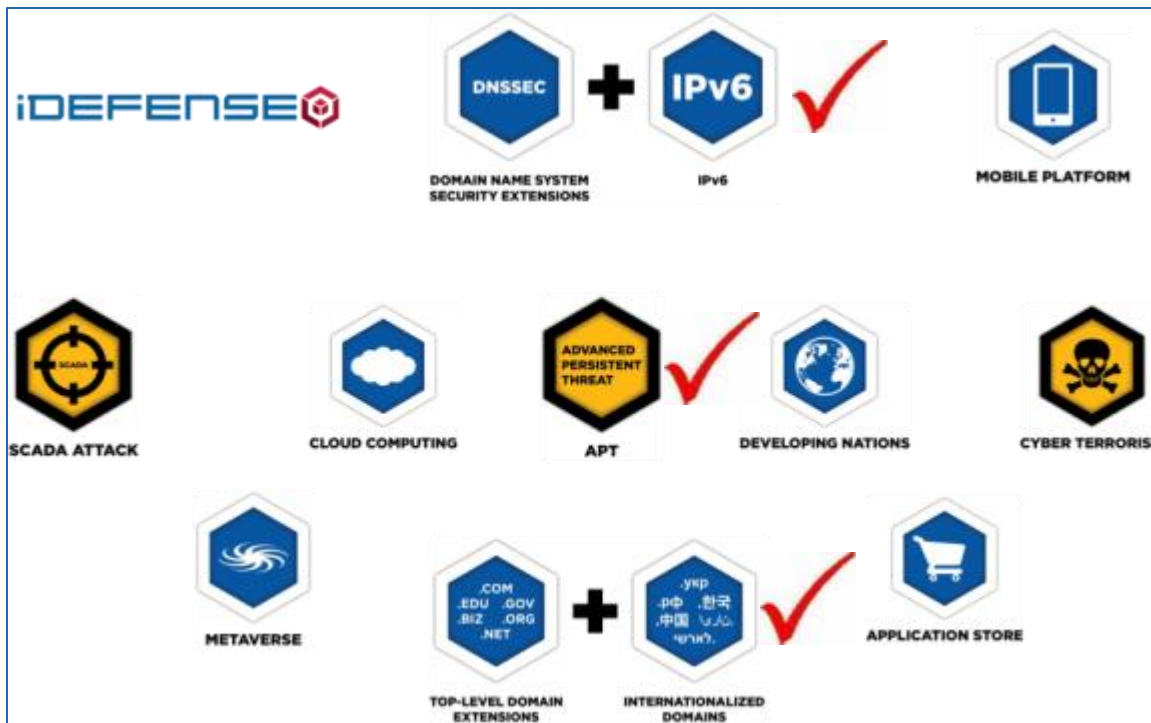 iDEFENSE
DNSSEC
IPv6
DOMAIN NAME SYSTEM
SECURITY EXTENSIONS
IPv6
MOBILE PLATFORM
SCADA
ADVANCED
PERSISTENT
THREAT
SCADA ATTACK
CLOUD COMPUTING
APT
DEVELOPING NATIONS
CYBER TERRORIS
.COM
.EDU .GOV
.BIZ .ORG
.NET
.укр
.рф .한국
.中国
METAVERSE
APPLICATION STORE
TOP-LEVEL DOMAIN
EXTENSIONS
INTERNATIONALIZED
DOMAINS